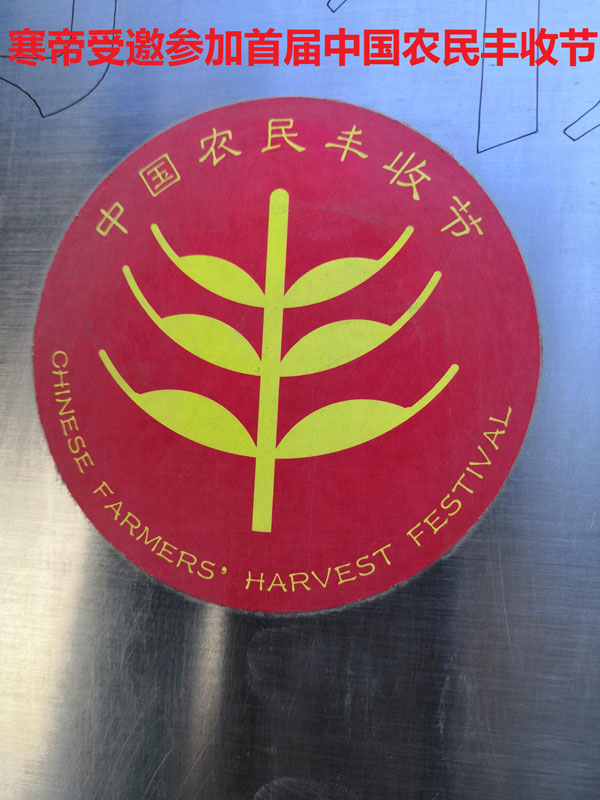 寒帝受邀参加首届中国农民丰收节
中国农民丰收节
CHINESE FARMERS' HARVEST FESTIVAL